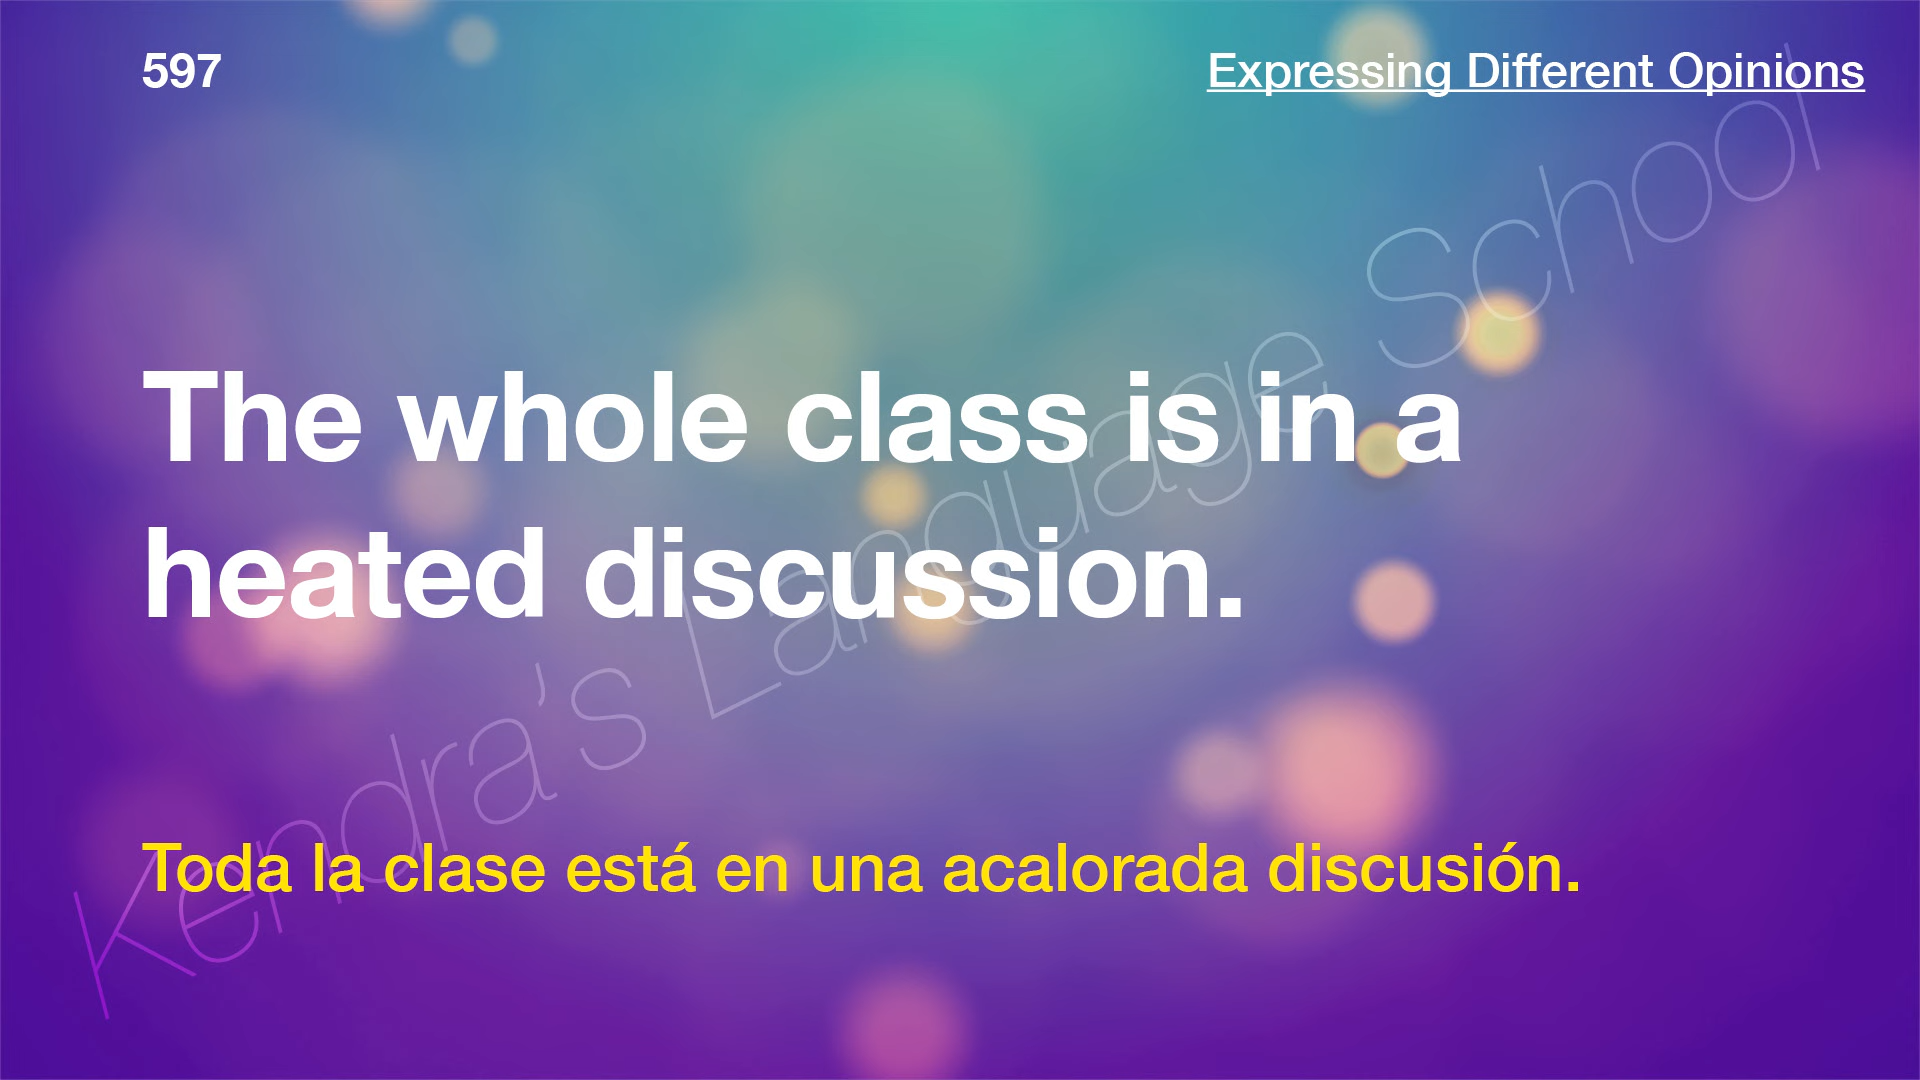 597
Expressing Different Opinions
The whole class is in a
heated discussion.
Toda la clase está en una acalorada discusión.
Kendra's Language School